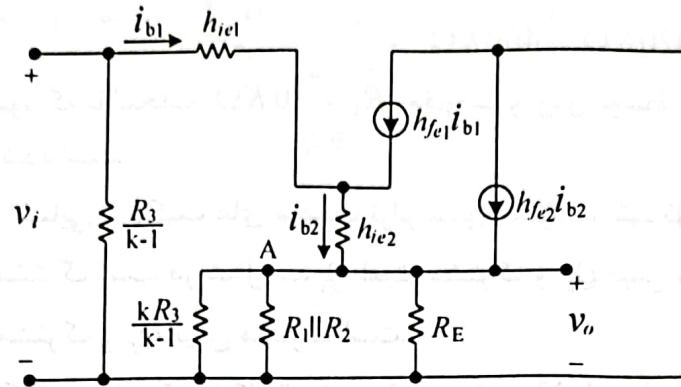 i_b1 h_ie1
+
h_fe1 i_b1
v_i R_3/k-1 i_b2 h_ie2 h_fe2 i_b2
A
+
kR_3/k-1 R_1||R_2 R_E v_o
− −